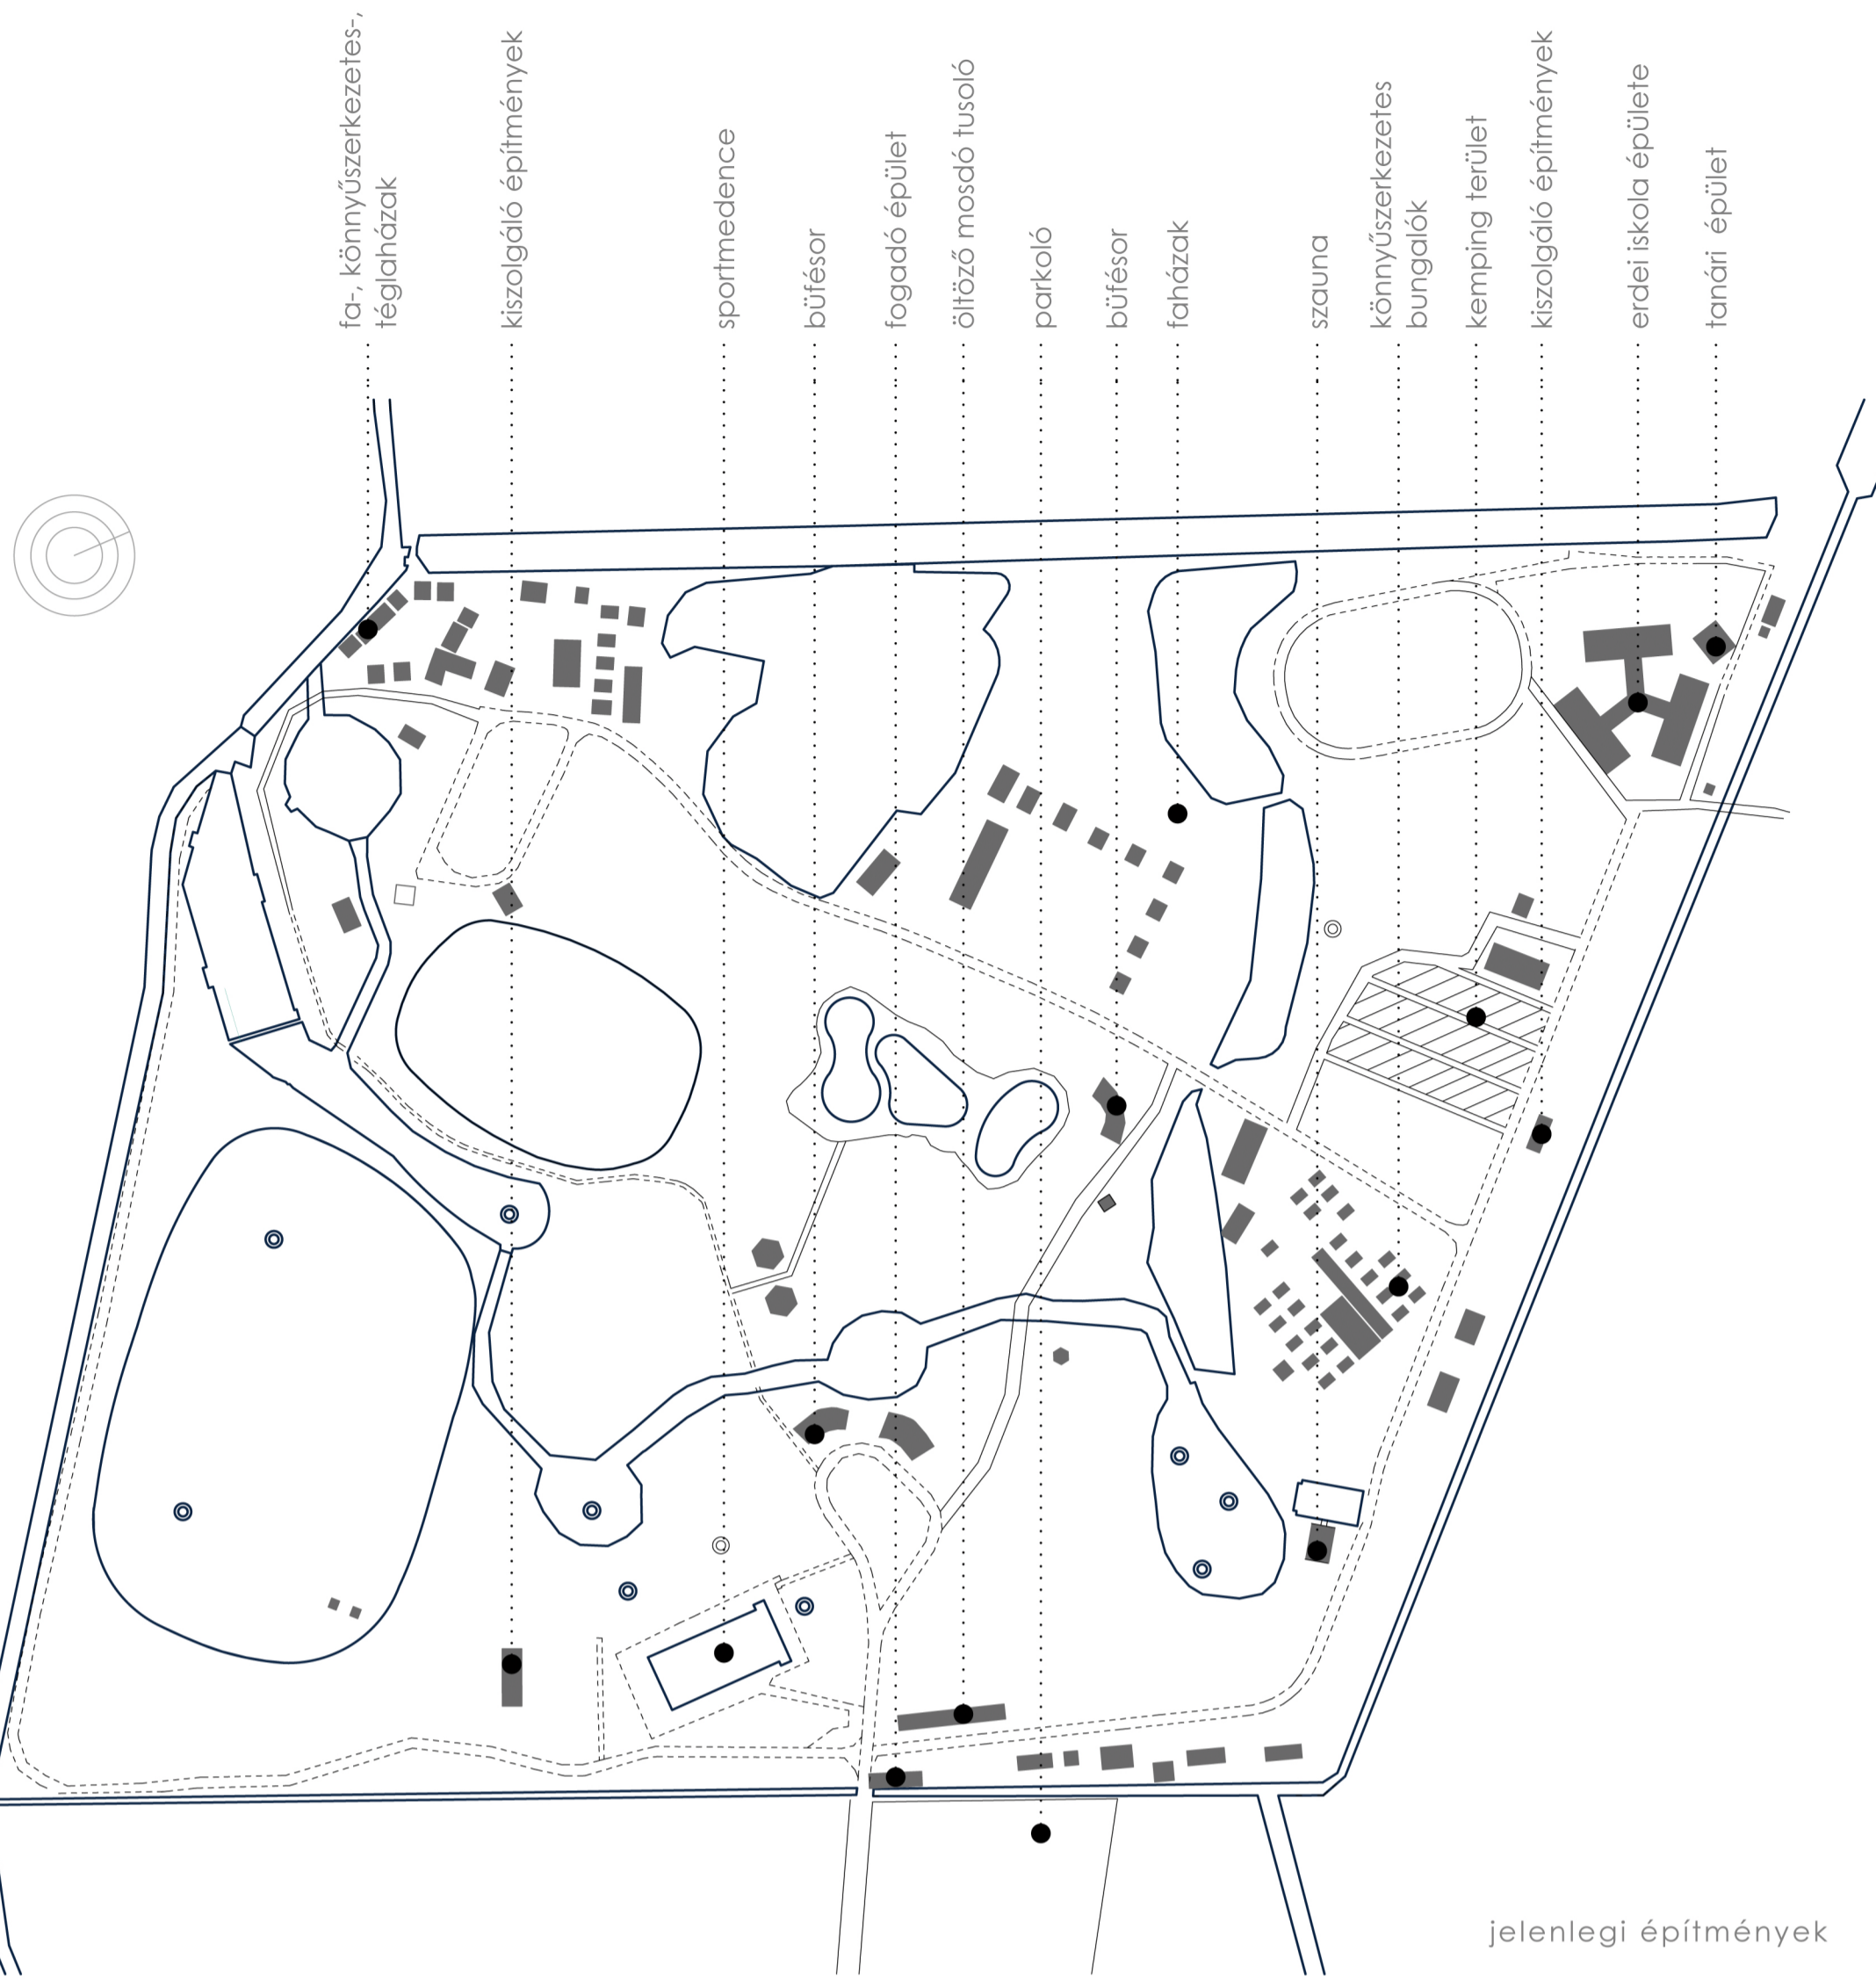 fa-, könnyűszerkezetes-,
téglaházak
kiszolgáló építmények
sportmedence
büfésor
fogadó épület
öltöző mosdó tusoló
parkoló
büfésor
faházak
szauna
könnyűszerkezetes
bungalók
kemping terület
kiszolgáló építmények
erdei iskola épülete
tanári épület
jelenlegi építmények